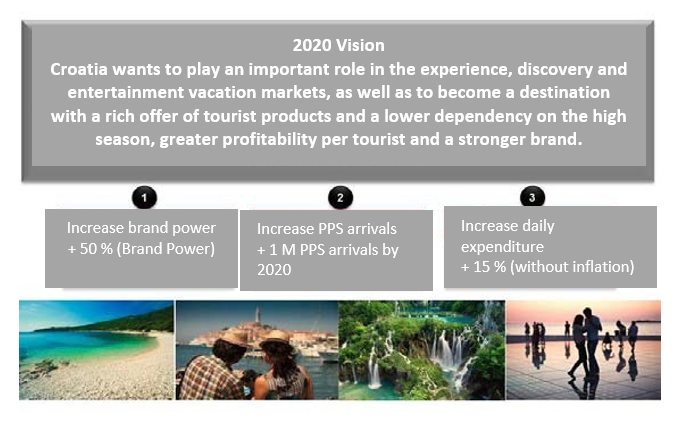 2020 Vision
Croatia wants to play an important role in the experience, discovery and
entertainment vacation markets, as well as to become a destination
with a rich offer of tourist products and a lower dependency on the high
season, greater profitability per tourist and a stronger brand.
1
2
3
Increase brand power
+ 50 % (Brand Power)
Increase PPS arrivals
+ 1 M PPS arrivals by
2020
Increase daily
expenditure
+ 15 % (without inflation)